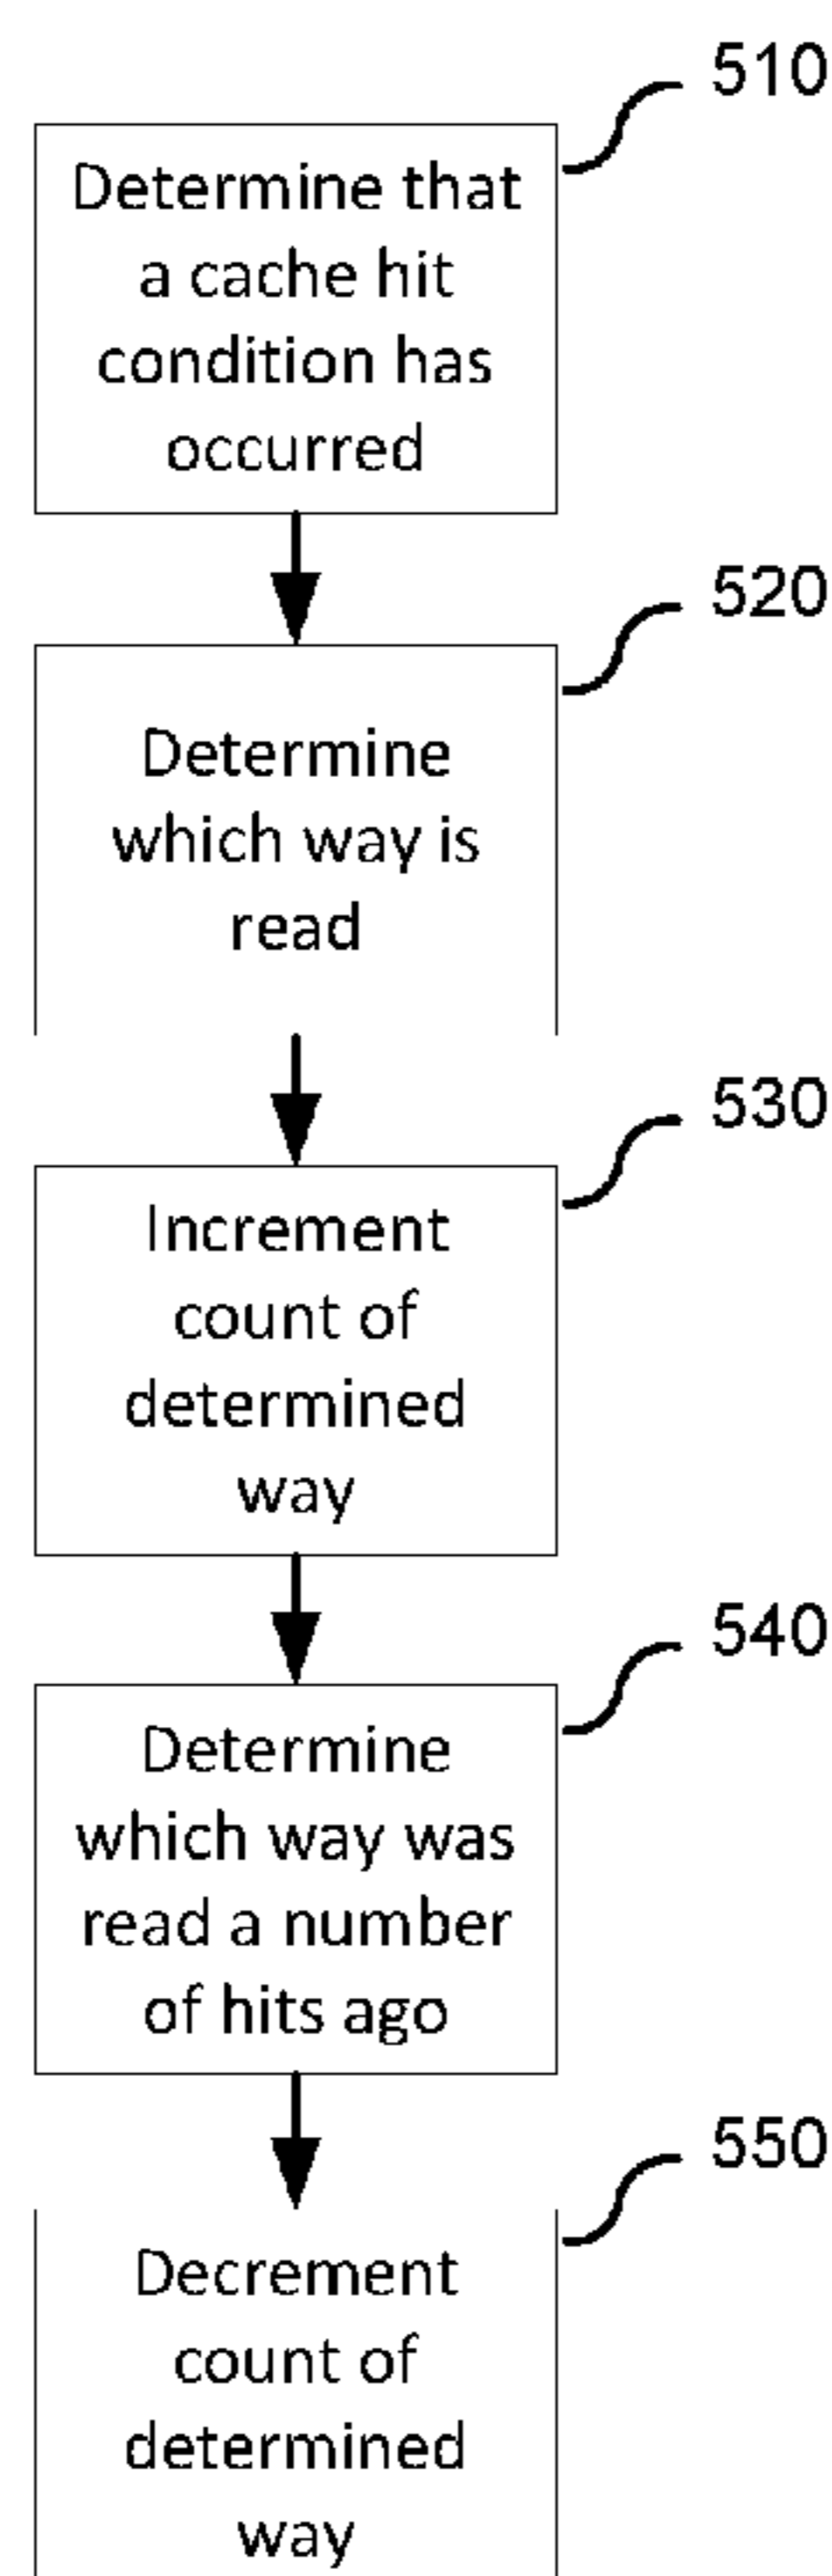 510
Determine that
a cache hit
condition has
occurred
520
Determine
which way is
read
530
Increment
count of
determined
way
540
Determine
which way was
read a number
of hits ago
550
Decrement
count of
determined
way